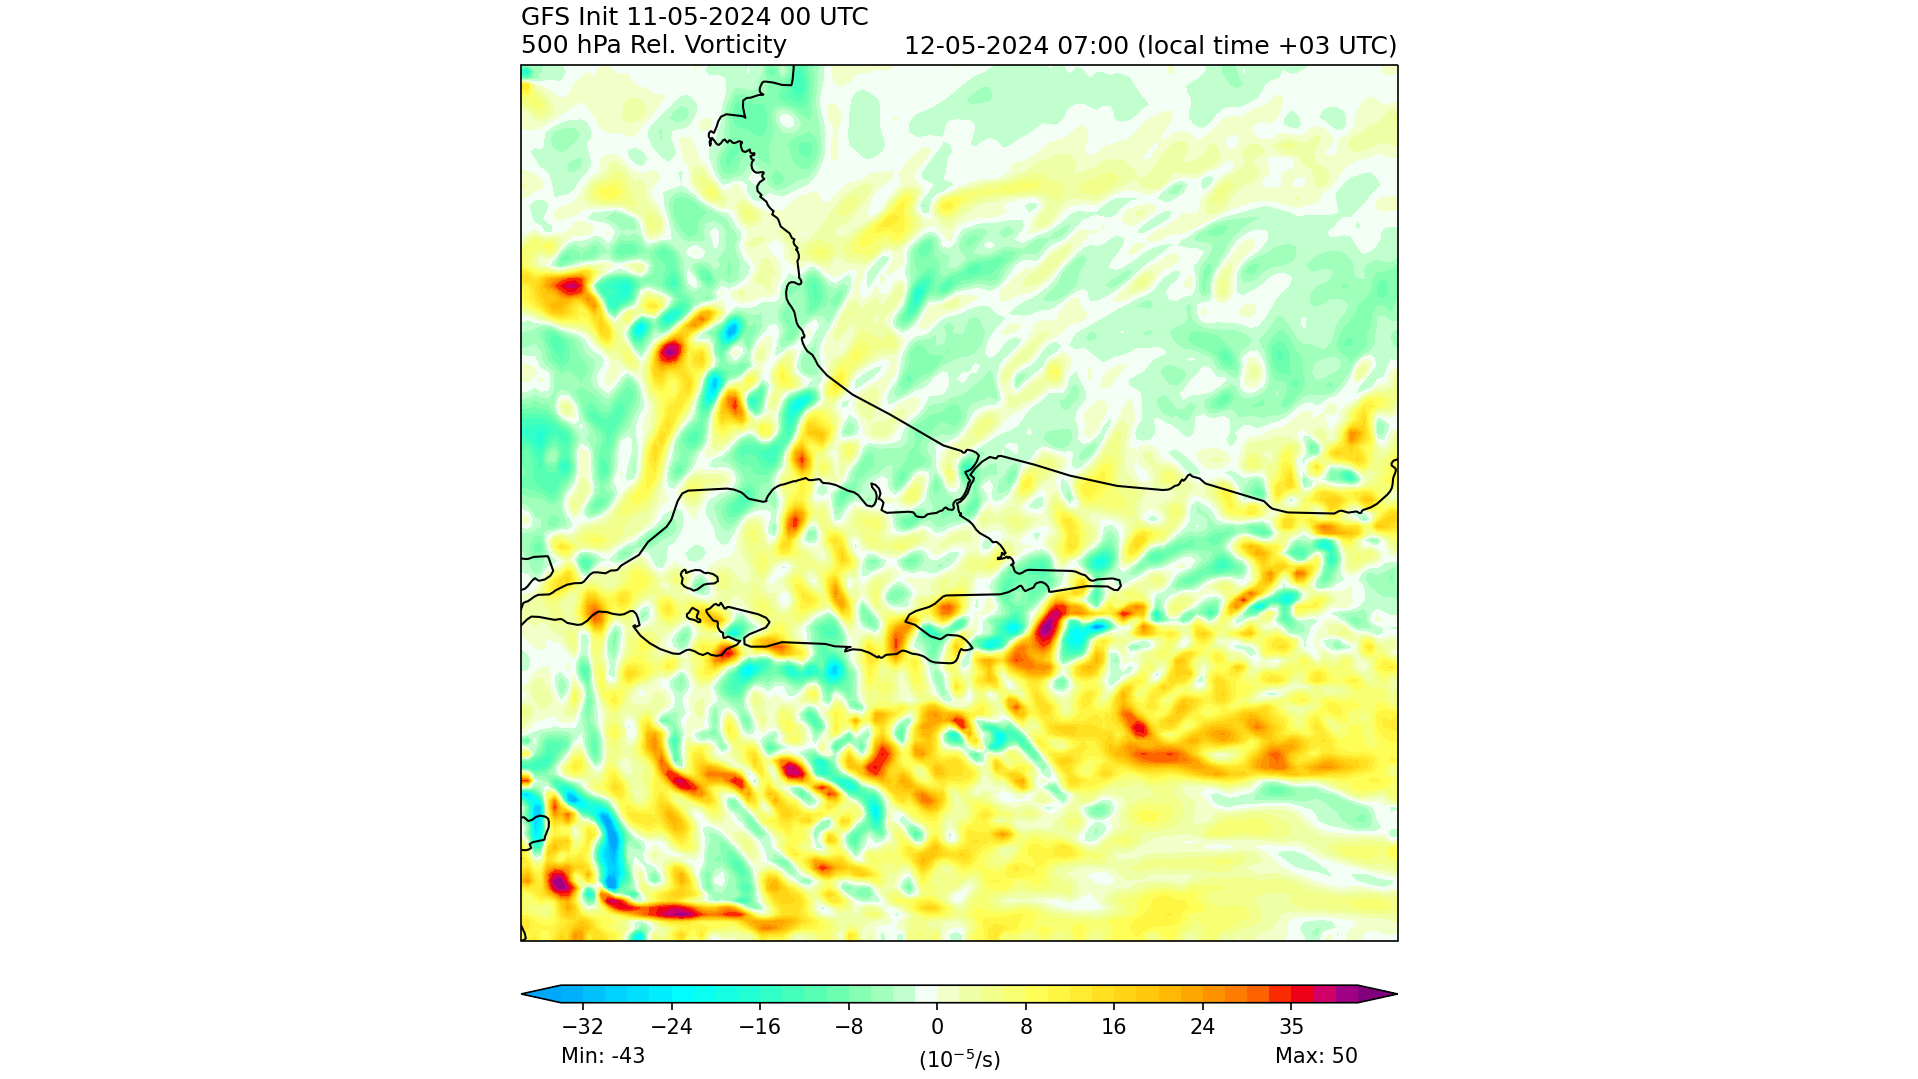 GFS Init 11-05-2024 00 UTC
500 hPa Rel. Vorticity
12-05-2024 07:00 (local time +03 UTC)
−32 −24 −16 −8 0 8 16 24 35
Min: -43
(10⁻⁵/s)
Max: 50